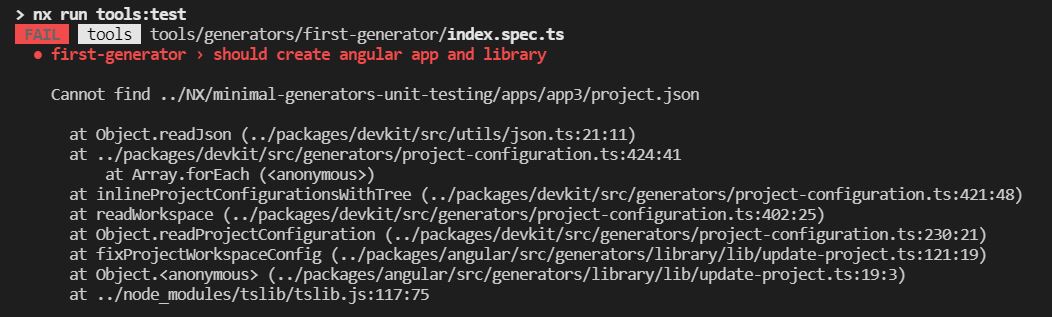 > nx run tools:test
FAIL tools tools/generators/first-generator/index.spec.ts
● first-generator › should create angular app and library
Cannot find ../NX/minimal-generators-unit-testing/apps/app3/project.json
at Object.readJson (../packages/devkit/src/utils/json.ts:21:11)
at ../packages/devkit/src/generators/project-configuration.ts:424:41
at Array.forEach (<anonymous>)
at inlineProjectConfigurationsWithTree (../packages/devkit/src/generators/project-configuration.ts:421:48)
at readWorkspace (../packages/devkit/src/generators/project-configuration.ts:402:25)
at Object.readProjectConfiguration (../packages/devkit/src/generators/project-configuration.ts:230:21)
at fixProjectWorkspaceConfig (../packages/angular/src/generators/library/lib/update-project.ts:121:19)
at Object.<anonymous> (../packages/angular/src/generators/library/lib/update-project.ts:19:3)
at ../node_modules/tslib/tslib.js:117:75